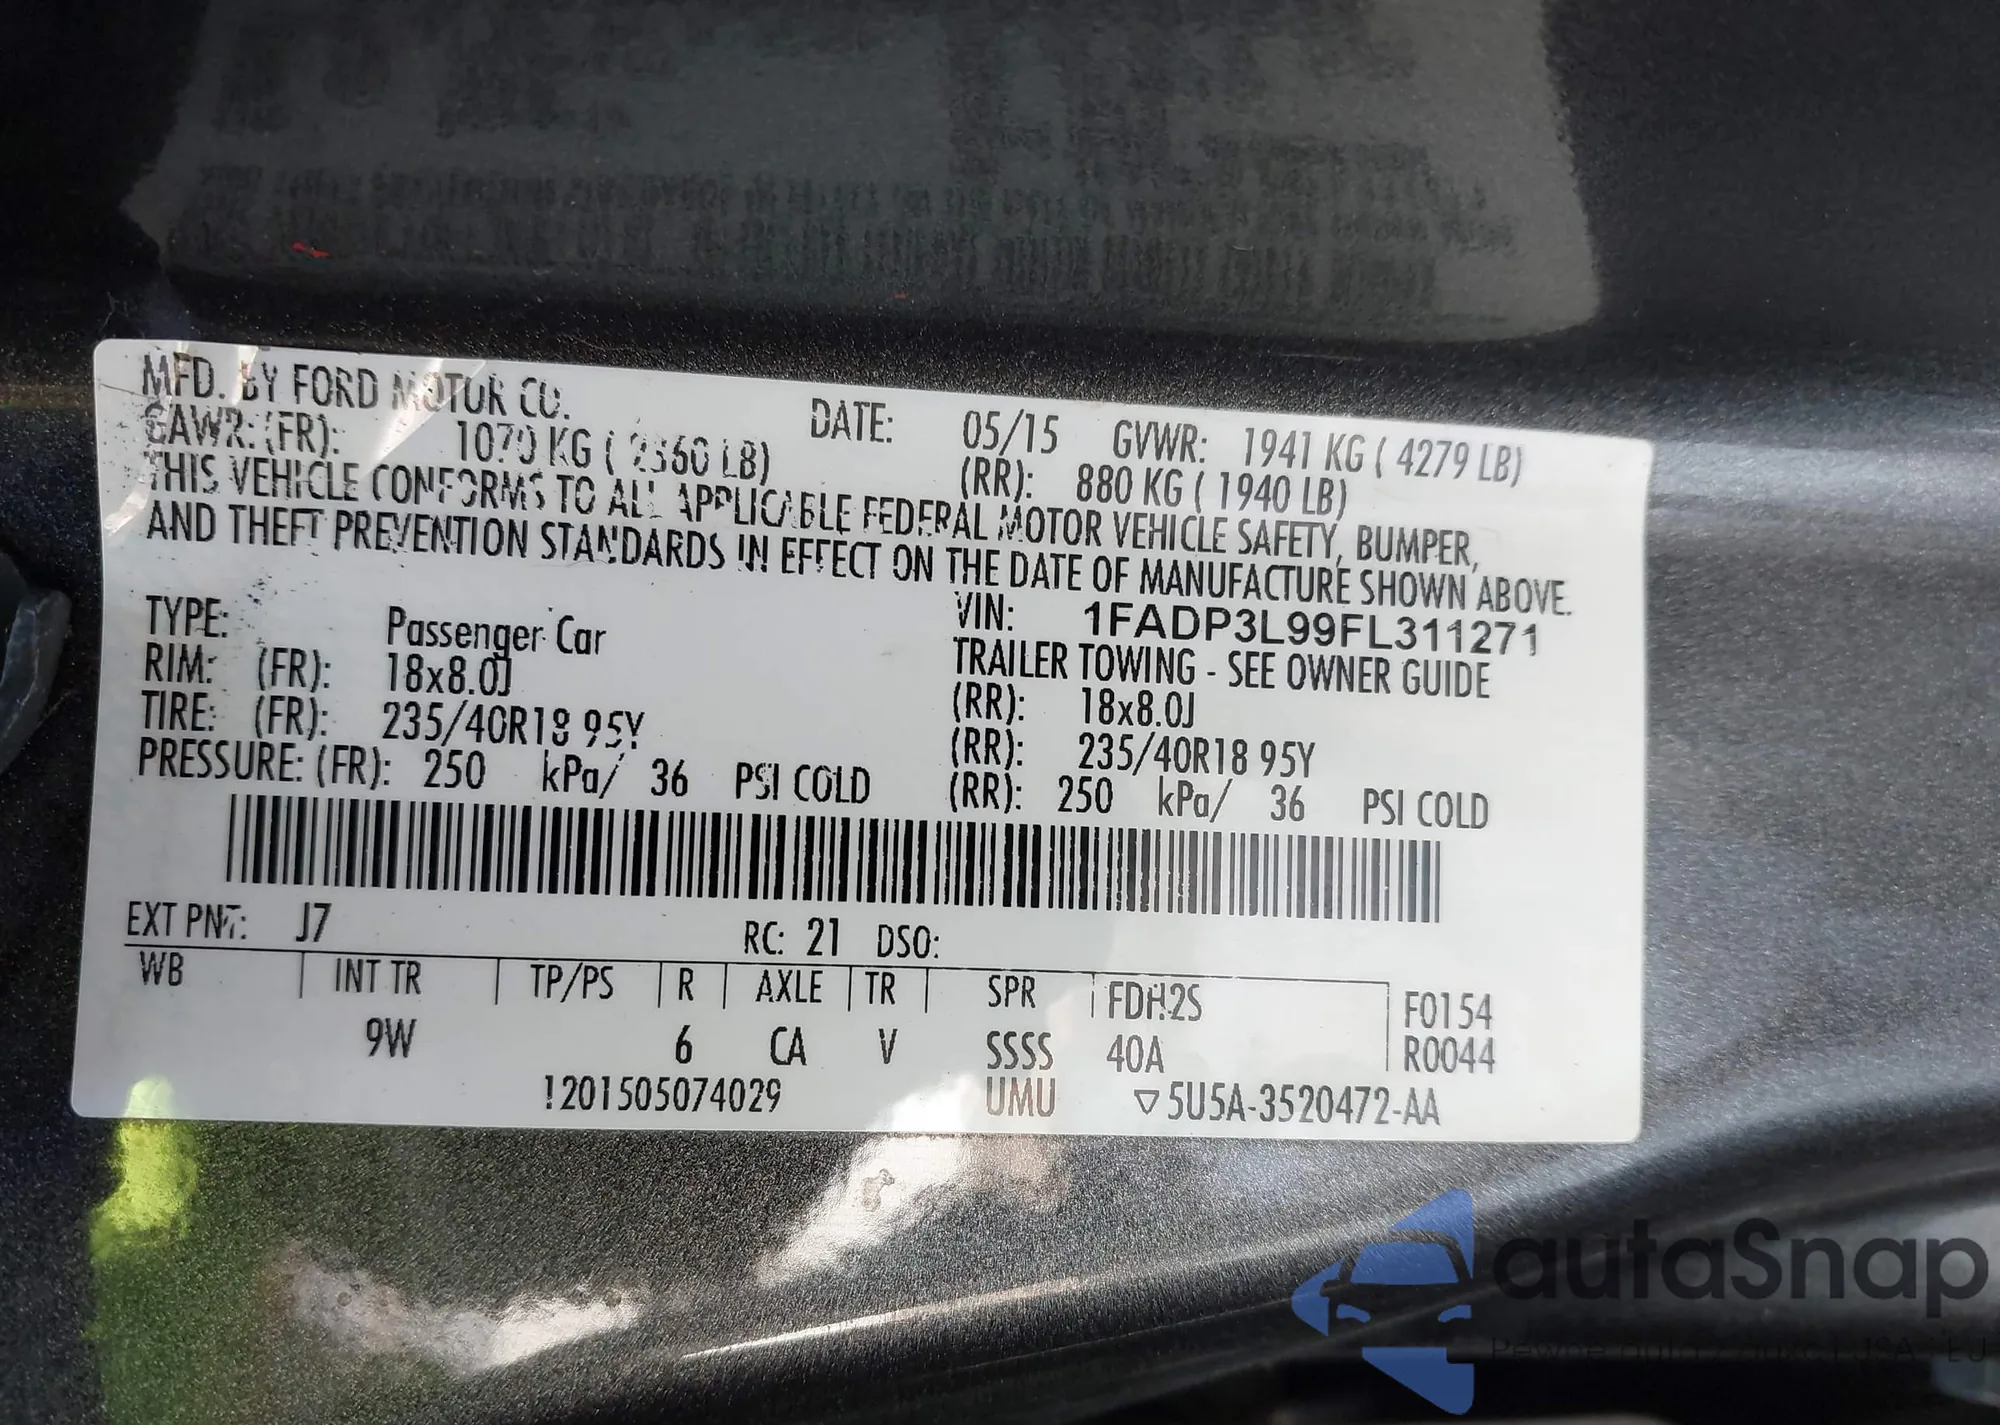 MFD. BY FORD MOTOR CO.
DATE: 05/15 GVWR: 1941 KG ( 4279 LB)
GAWR: (FR): 1070 KG ( 2360 LB) (RR): 880 KG ( 1940 LB)
THIS VEHICLE CONFORMS TO ALL APPLICABLE FEDERAL MOTOR VEHICLE SAFETY, BUMPER,
AND THEFT PREVENTION STANDARDS IN EFFECT ON THE DATE OF MANUFACTURE SHOWN ABOVE.
TYPE: Passenger Car VIN: 1FADP3L99FL311271
TRAILER TOWING - SEE OWNER GUIDE
RIM: (FR): 18x8.0J (RR): 18x8.0J
TIRE: (FR): 235/40R18 95Y (RR): 235/40R18 95Y
PRESSURE: (FR): 250 kPa/ 36 PSI COLD (RR): 250 kPa/ 36 PSI COLD
EXT PNT: J7 RC: 21 DSO:
WB INT TR TP/PS R AXLE TR SPR FDH2S F0154
9W 6 CA V SSSS 40A R0044
1201505074029 UMU ▽5U5A-3520472-AA
autaSnap